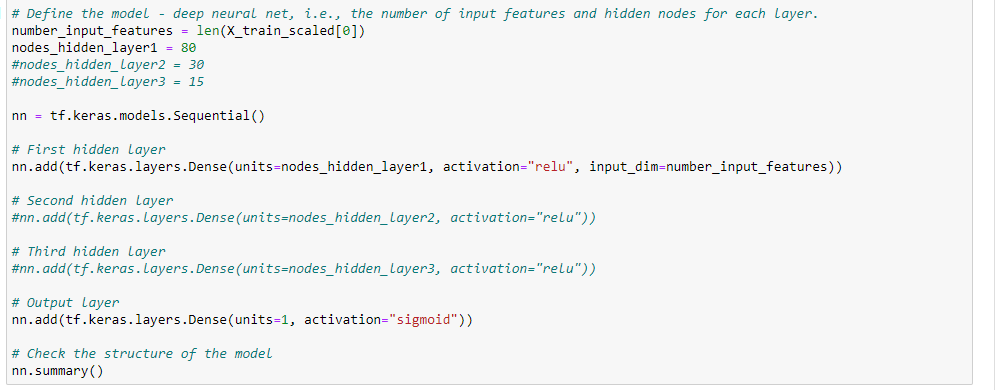 # Define the model - deep neural net, i.e., the number of input features and hidden nodes for each layer.
number_input_features = len(X_train_scaled[0])
nodes_hidden_layer1 = 80
#nodes_hidden_layer2 = 30
#nodes_hidden_layer3 = 15
nn = tf.keras.models.Sequential()
# First hidden layer
nn.add(tf.keras.layers.Dense(units=nodes_hidden_layer1, activation="relu", input_dim=number_input_features))
# Second hidden layer
#nn.add(tf.keras.layers.Dense(units=nodes_hidden_layer2, activation="relu"))
# Third hidden layer
#nn.add(tf.keras.layers.Dense(units=nodes_hidden_layer3, activation="relu"))
# Output layer
nn.add(tf.keras.layers.Dense(units=1, activation="sigmoid"))
# Check the structure of the model
nn.summary()